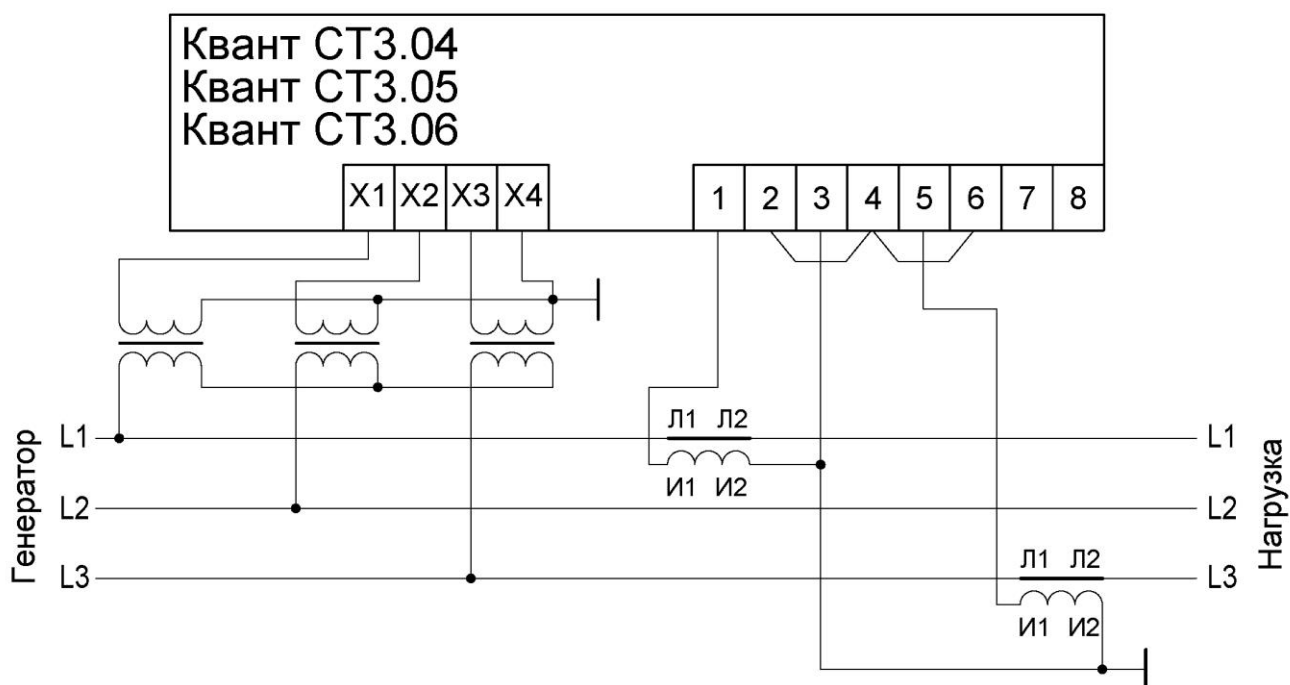 Квант СТ3.04
Квант СТ3.05
Квант СТ3.06
X1 X2 X3 X4 1 2 3 4 5 6 7 8
Генератор
L1 Л1 Л2 L1
И1 И2
L2 L2
L3 Л1 Л2 L3
И1 И2
Нагрузка